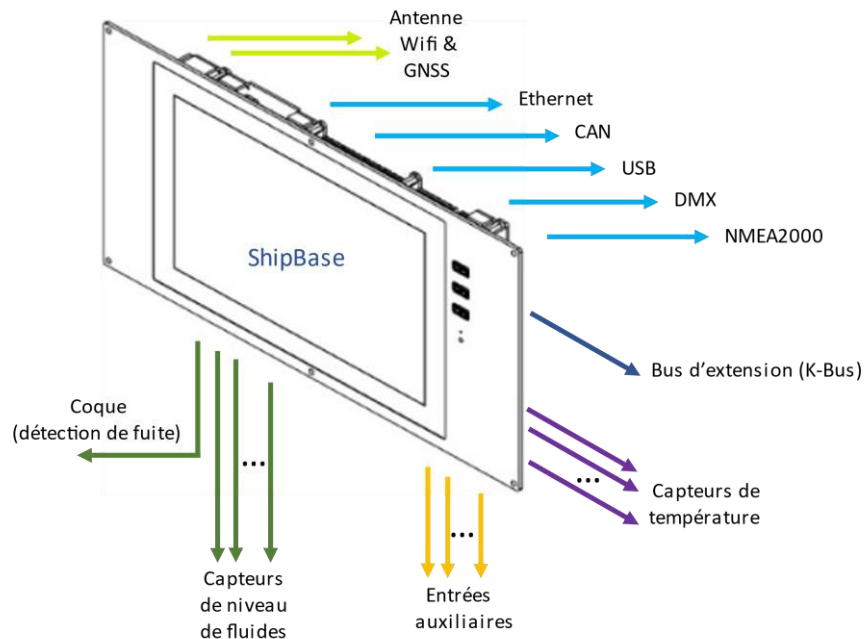 Antenne
Wifi &
GNSS
Ethernet
CAN
USB
DMX
NMEA2000
ShipBase
Bus d'extension (K-Bus)
Coque
(détection de fuite)
...
...
...
Capteurs de
température
Capteurs
de niveau
de fluides
Entrées
auxiliaires